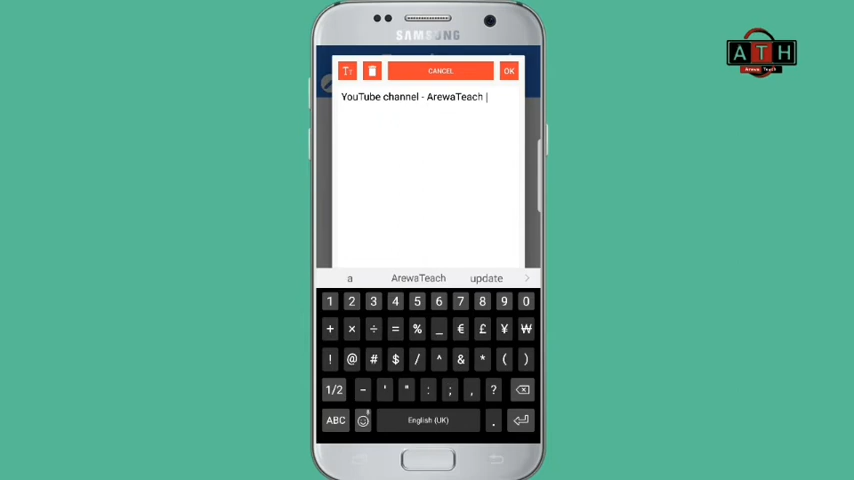 SAMSUNG
ATH
Arewa Teach
CANCEL
OK
YouTube channel - ArewaTeach
a ArewaTeach update
1 2 3 4 5 6 7 8 9 0
+ × ÷ = % _ € £ ¥ ₩
! @ # $ / ^ & * ( )
1/2 - ' " : ; , ?
ABC English (UK) .